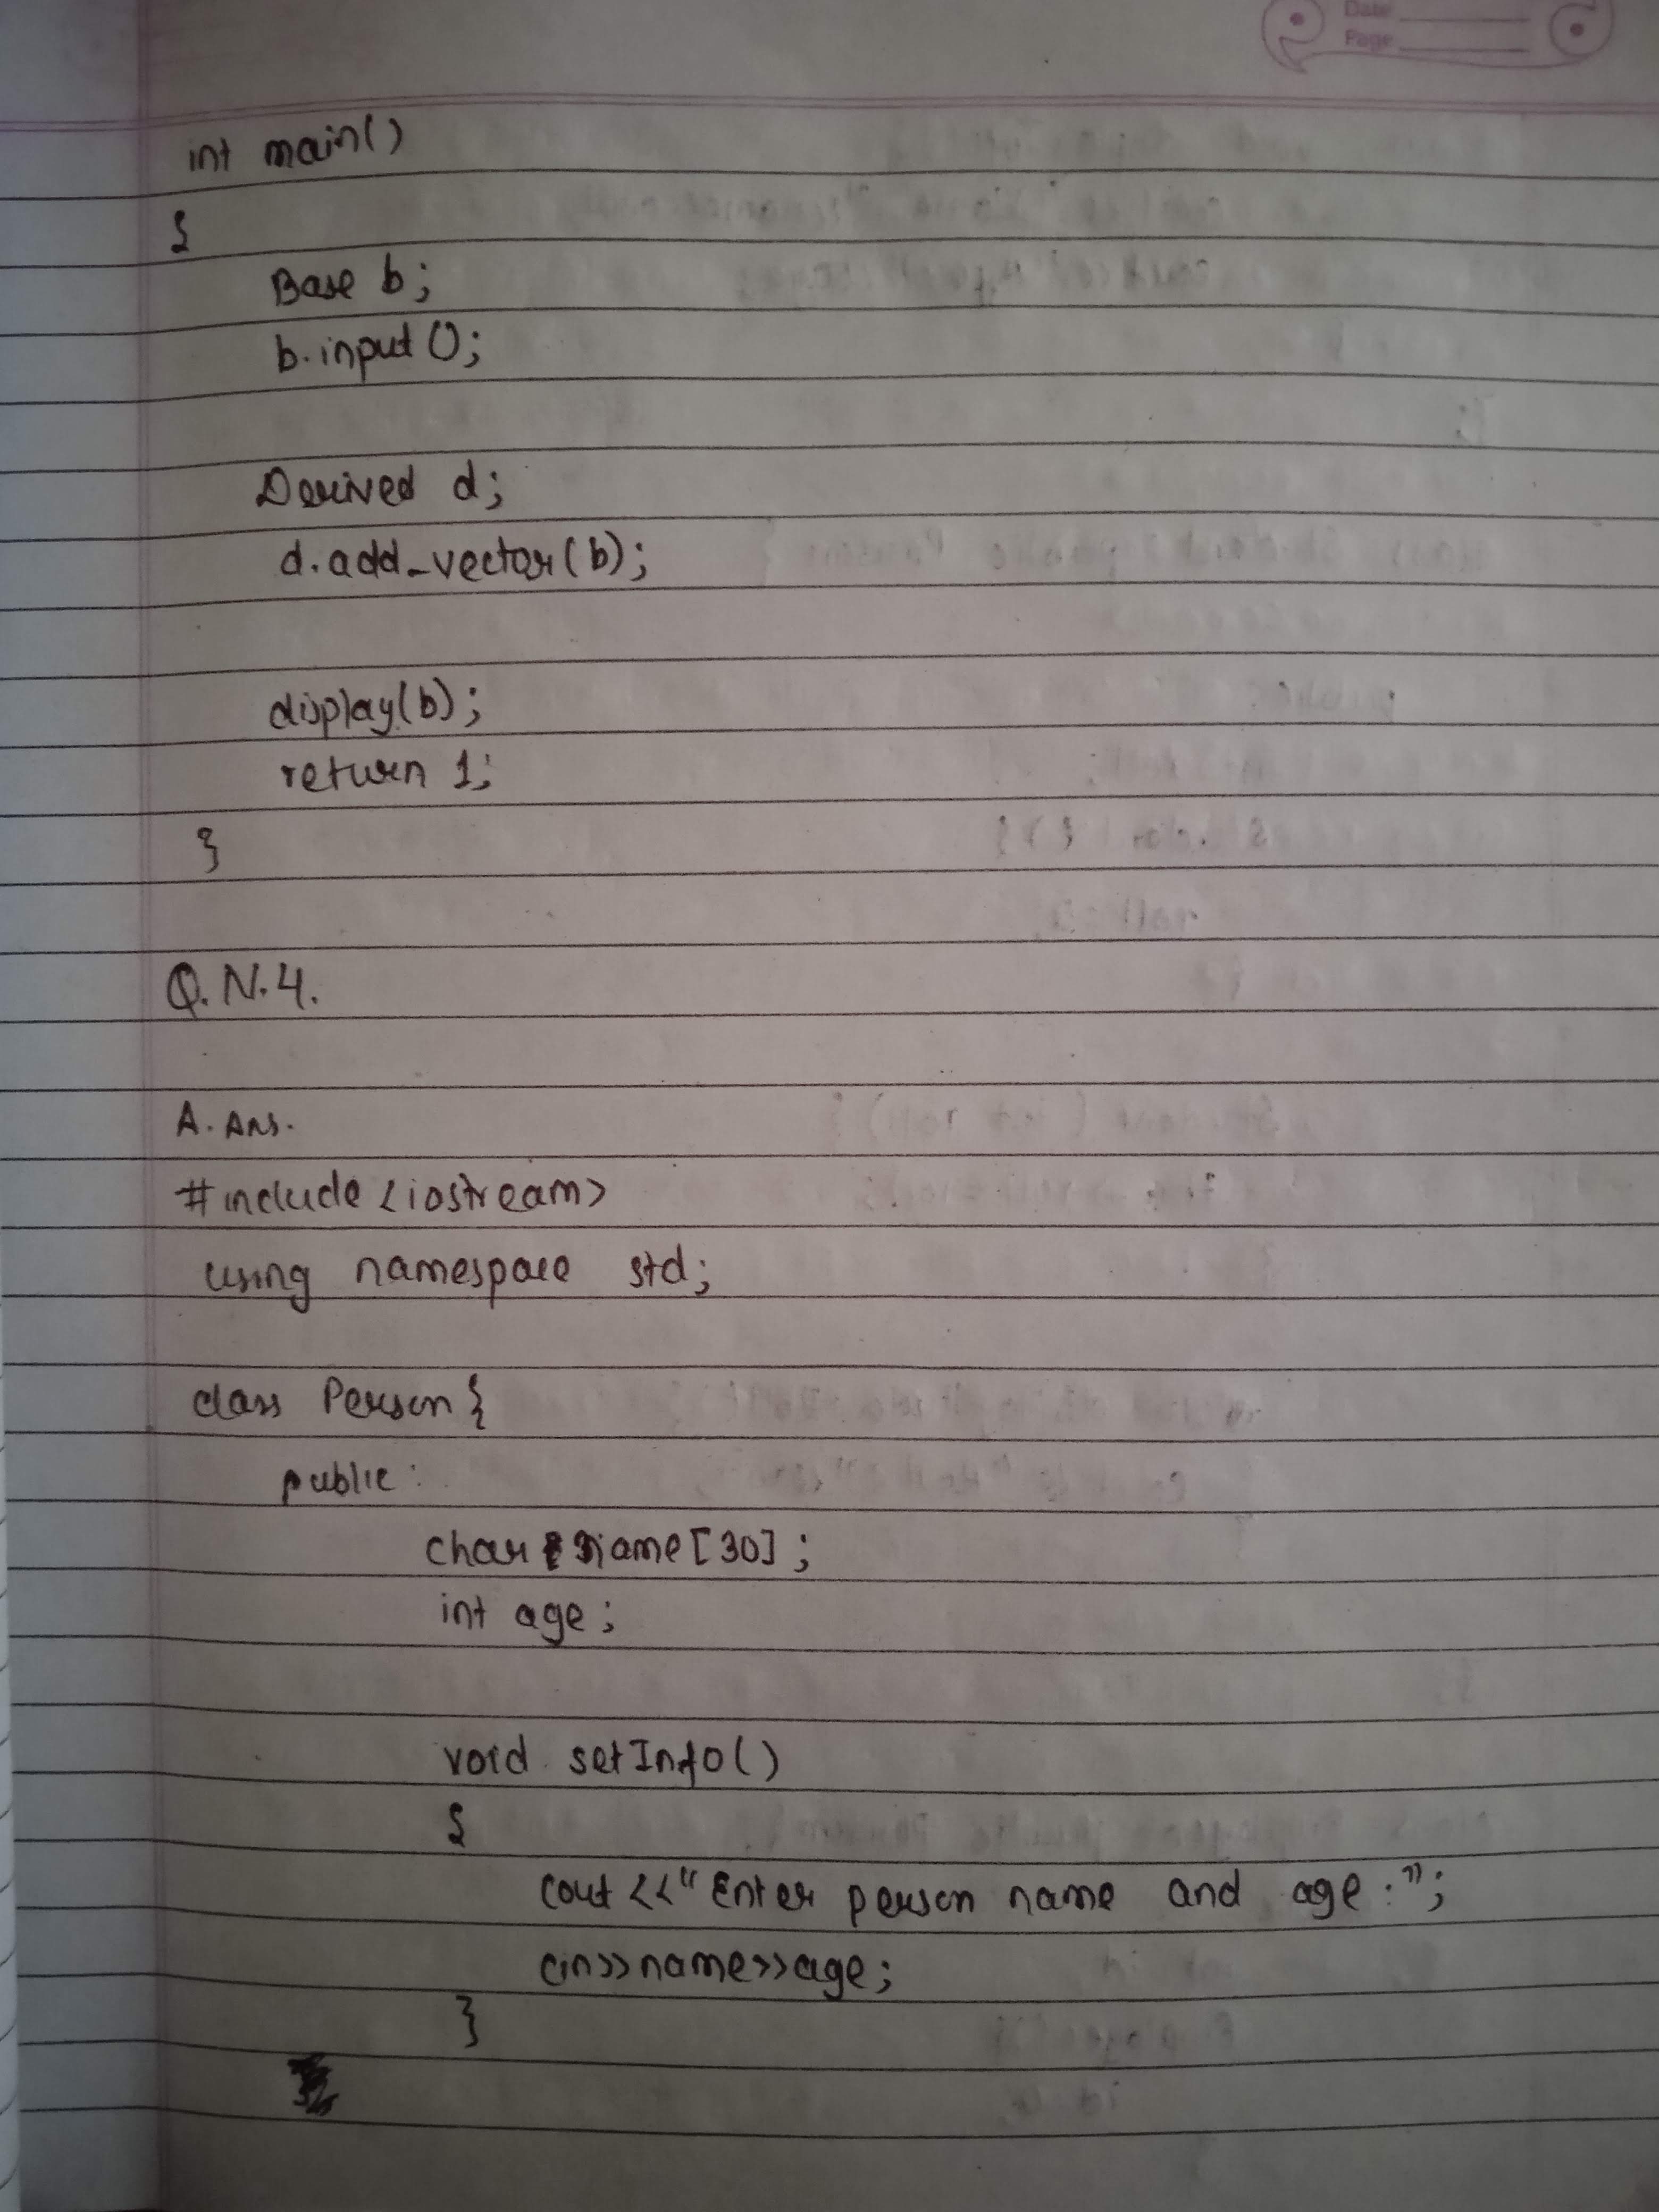 Date
Page
int main()
{
Base b;
b.input();
Derived d;
d.add_vector(b);
display(b);
return 1;
}
Q.N.4.
A. Ans.
#include <iostream>
using namespace std;
class Person{
public:
char name[30];
int age;
void setInfo()
{
cout<<"Enter person name and age:";
cin>>name>>age;
}